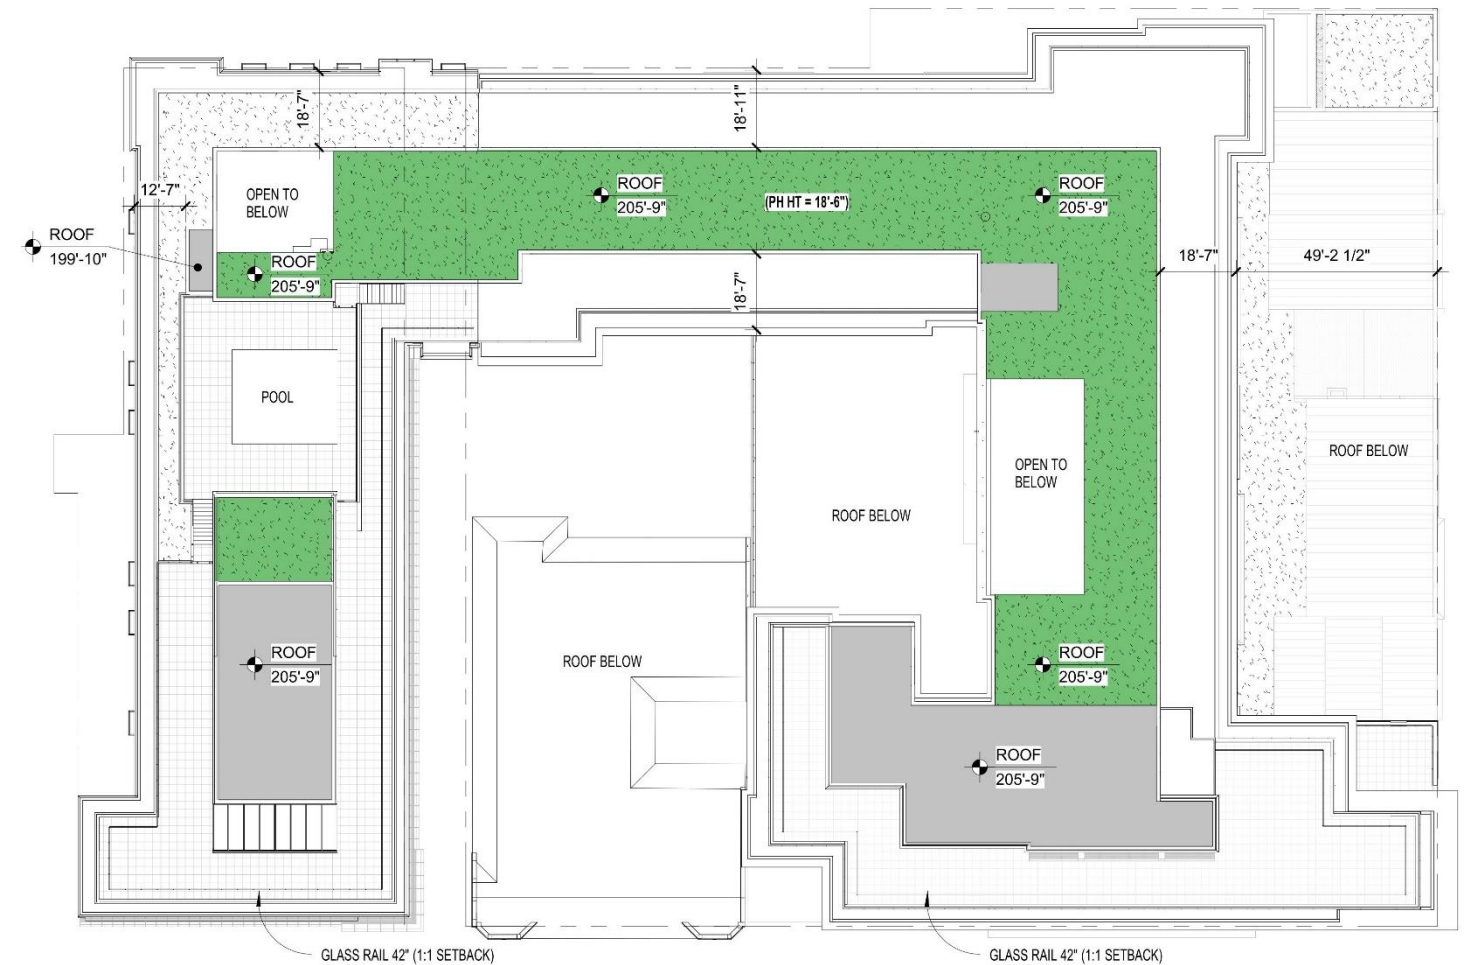 18'-7"
18'-11"
12'-7"
OPEN TO
BELOW
ROOF
205'-9"
(PH HT = 18'-6")
ROOF
205'-9"
ROOF
199'-10"
ROOF
205'-9"
18'-7"
18'-7"
49'-2 1/2"
POOL
OPEN TO
BELOW
ROOF BELOW
ROOF BELOW
ROOF
205'-9"
ROOF BELOW
ROOF
205'-9"
ROOF
205'-9"
GLASS RAIL 42" (1:1 SETBACK)
GLASS RAIL 42" (1:1 SETBACK)